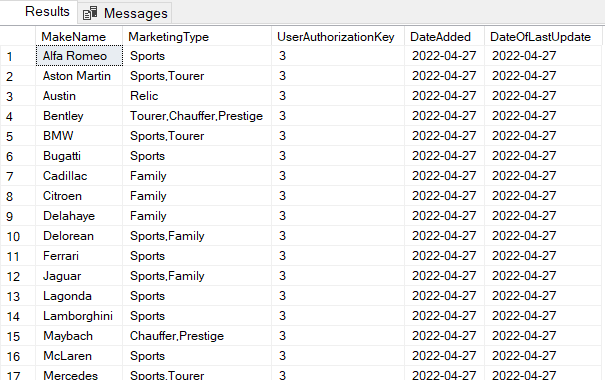 Results Messages
MakeName MarketingType UserAuthorizationKey DateAdded DateOfLastUpdate
1 Alfa Romeo Sports 3 2022-04-27 2022-04-27
2 Aston Martin Sports,Tourer 3 2022-04-27 2022-04-27
3 Austin Relic 3 2022-04-27 2022-04-27
4 Bentley Tourer,Chauffer,Prestige 3 2022-04-27 2022-04-27
5 BMW Sports,Tourer 3 2022-04-27 2022-04-27
6 Bugatti Sports 3 2022-04-27 2022-04-27
7 Cadillac Family 3 2022-04-27 2022-04-27
8 Citroen Family 3 2022-04-27 2022-04-27
9 Delahaye Family 3 2022-04-27 2022-04-27
10 Delorean Sports,Family 3 2022-04-27 2022-04-27
11 Ferrari Sports 3 2022-04-27 2022-04-27
12 Jaguar Sports,Family 3 2022-04-27 2022-04-27
13 Lagonda Sports 3 2022-04-27 2022-04-27
14 Lamborghini Sports 3 2022-04-27 2022-04-27
15 Maybach Chauffer,Prestige 3 2022-04-27 2022-04-27
16 McLaren Sports 3 2022-04-27 2022-04-27
17 Mercedes Sports,Tourer 3 2022-04-27 2022-04-27